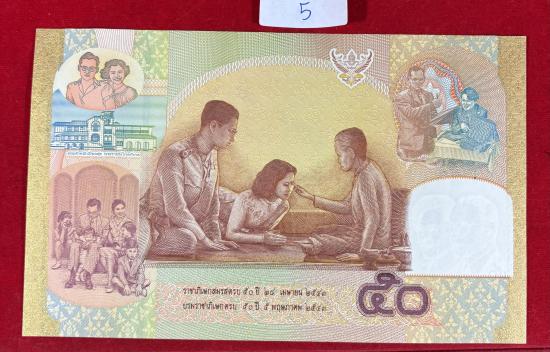 5
ราชาภิเษกสมรสครบ ๕๐ ปี ๒๘ เมษายน ๒๕๔๓
บรมราชาภิเษกครบ ๕๐ ปี ๕ พฤษภาคม ๒๕๔๓
๕๐